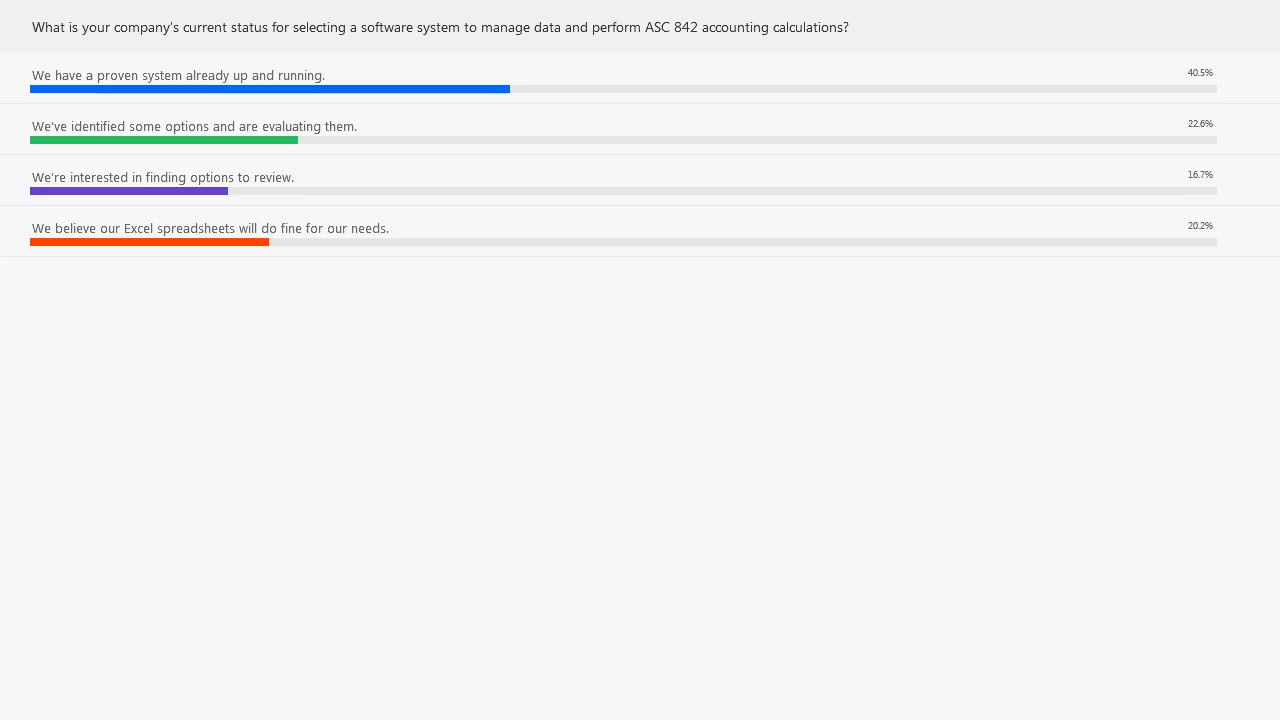 What is your company's current status for selecting a software system to manage data and perform ASC 842 accounting calculations?
We have a proven system already up and running.
40.5%
We've identified some options and are evaluating them.
22.6%
We're interested in finding options to review.
16.7%
We believe our Excel spreadsheets will do fine for our needs.
20.2%